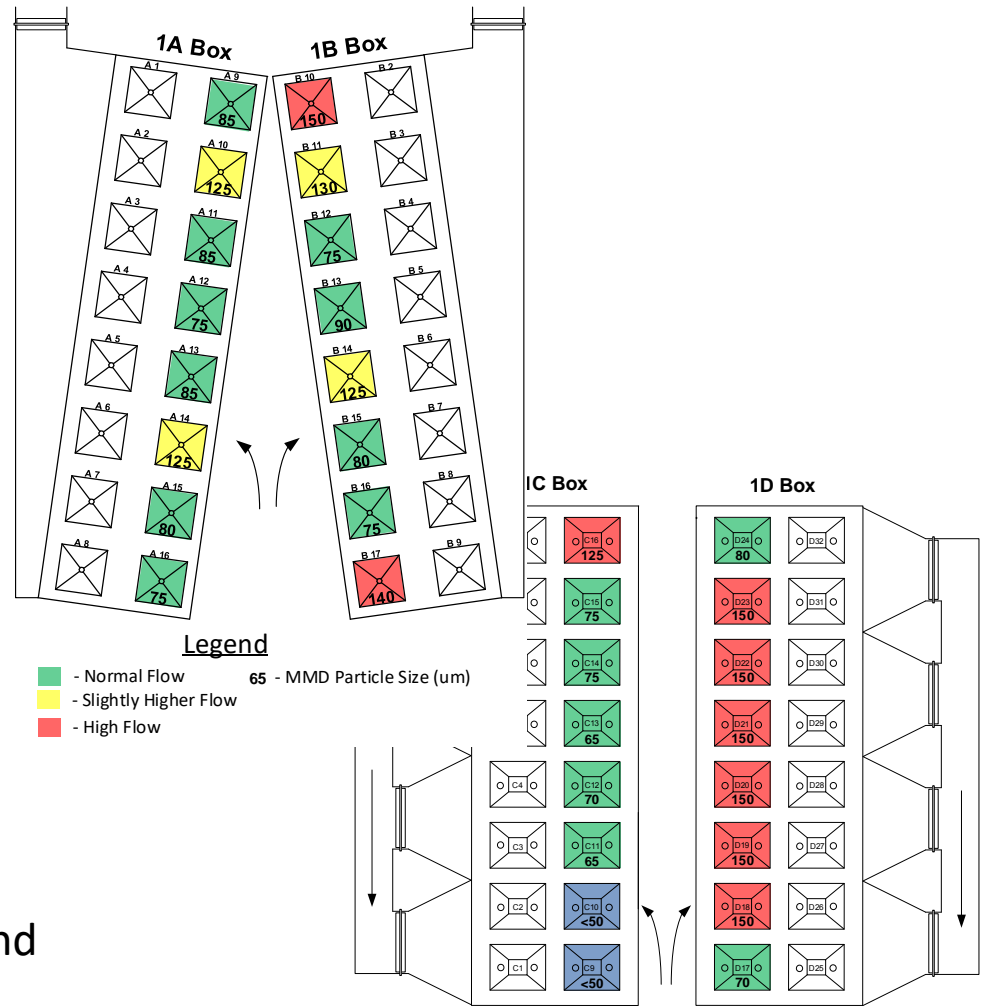 1A Box
1B Box
A 1
A 9
85
B 10
150
B 2
A 2
A 10
125
B 11
130
B 3
A 3
A 11
85
B 12
75
B 4
A 4
A 12
75
B 13
90
B 5
A 5
A 13
85
B 14
125
B 6
A 6
A 14
125
B 15
80
B 7
A 7
A 15
80
B 16
75
B 8
A 8
A 16
75
B 17
140
B 9
Legend
- Normal Flow
65 - MMD Particle Size (um)
- Slightly Higher Flow
- High Flow
C Box
1D Box
C16
125
D24
80
D32
C15
75
D23
150
D31
C14
75
D22
150
D30
C13
65
D21
150
D29
C4
C12
70
D20
150
D28
C3
C11
65
D19
150
D27
C2
C10
<50
D18
150
D26
C1
C9
<50
D17
70
D25
nd